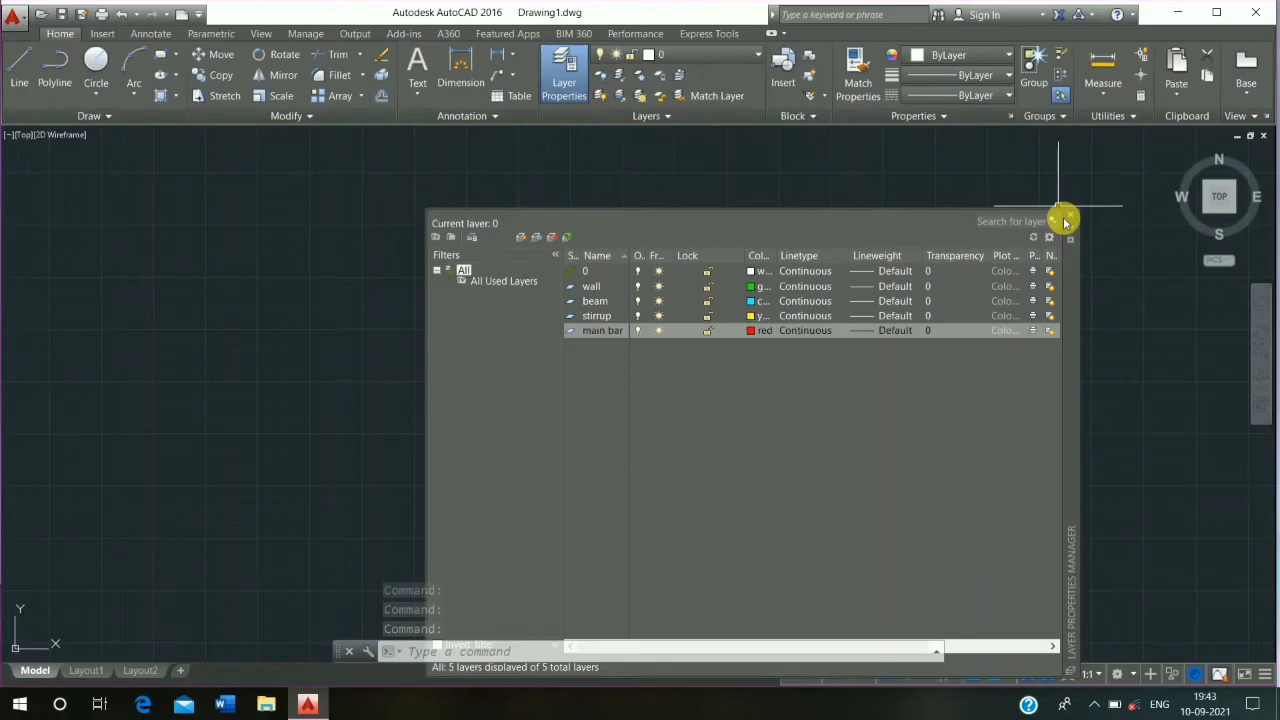 Autodesk AutoCAD 2016 Drawing1.dwg
Type a keyword or phrase
Sign In
Home Insert Annotate Parametric View Manage Output Add-ins A360 Featured Apps BIM 360 Performance Express Tools
Line Polyline Circle Arc
Move Rotate Trim
Copy Mirror Fillet
Stretch Scale Array
Text Dimension Table
Layer Properties
0
Match Layer
Insert
Match Properties
ByLayer
ByLayer
ByLayer
Group Measure Paste Base
Draw Modify Annotation Layers Block Properties Groups Utilities Clipboard View
[−][Top][2D Wireframe]
N
W TOP E
S
WCS
Current layer: 0
Search for layer
Filters
All
All Used Layers
S.. Name O. Fr... Lock Col... Linetype Lineweight Transparency Plot ... P.. N.
0 w... Continuous Default 0 Colo...
wall g... Continuous Default 0 Colo...
beam c... Continuous Default 0 Colo...
stirrup y... Continuous Default 0 Colo...
main bar red Continuous Default 0 Colo...
LAYER PROPERTIES MANAGER
Command:
Command:
Command:
Type a command
All: 5 layers displayed of 5 total layers
Y
X
Model Layout1 Layout2 +
1:1
ENG
19:43
10-09-2021